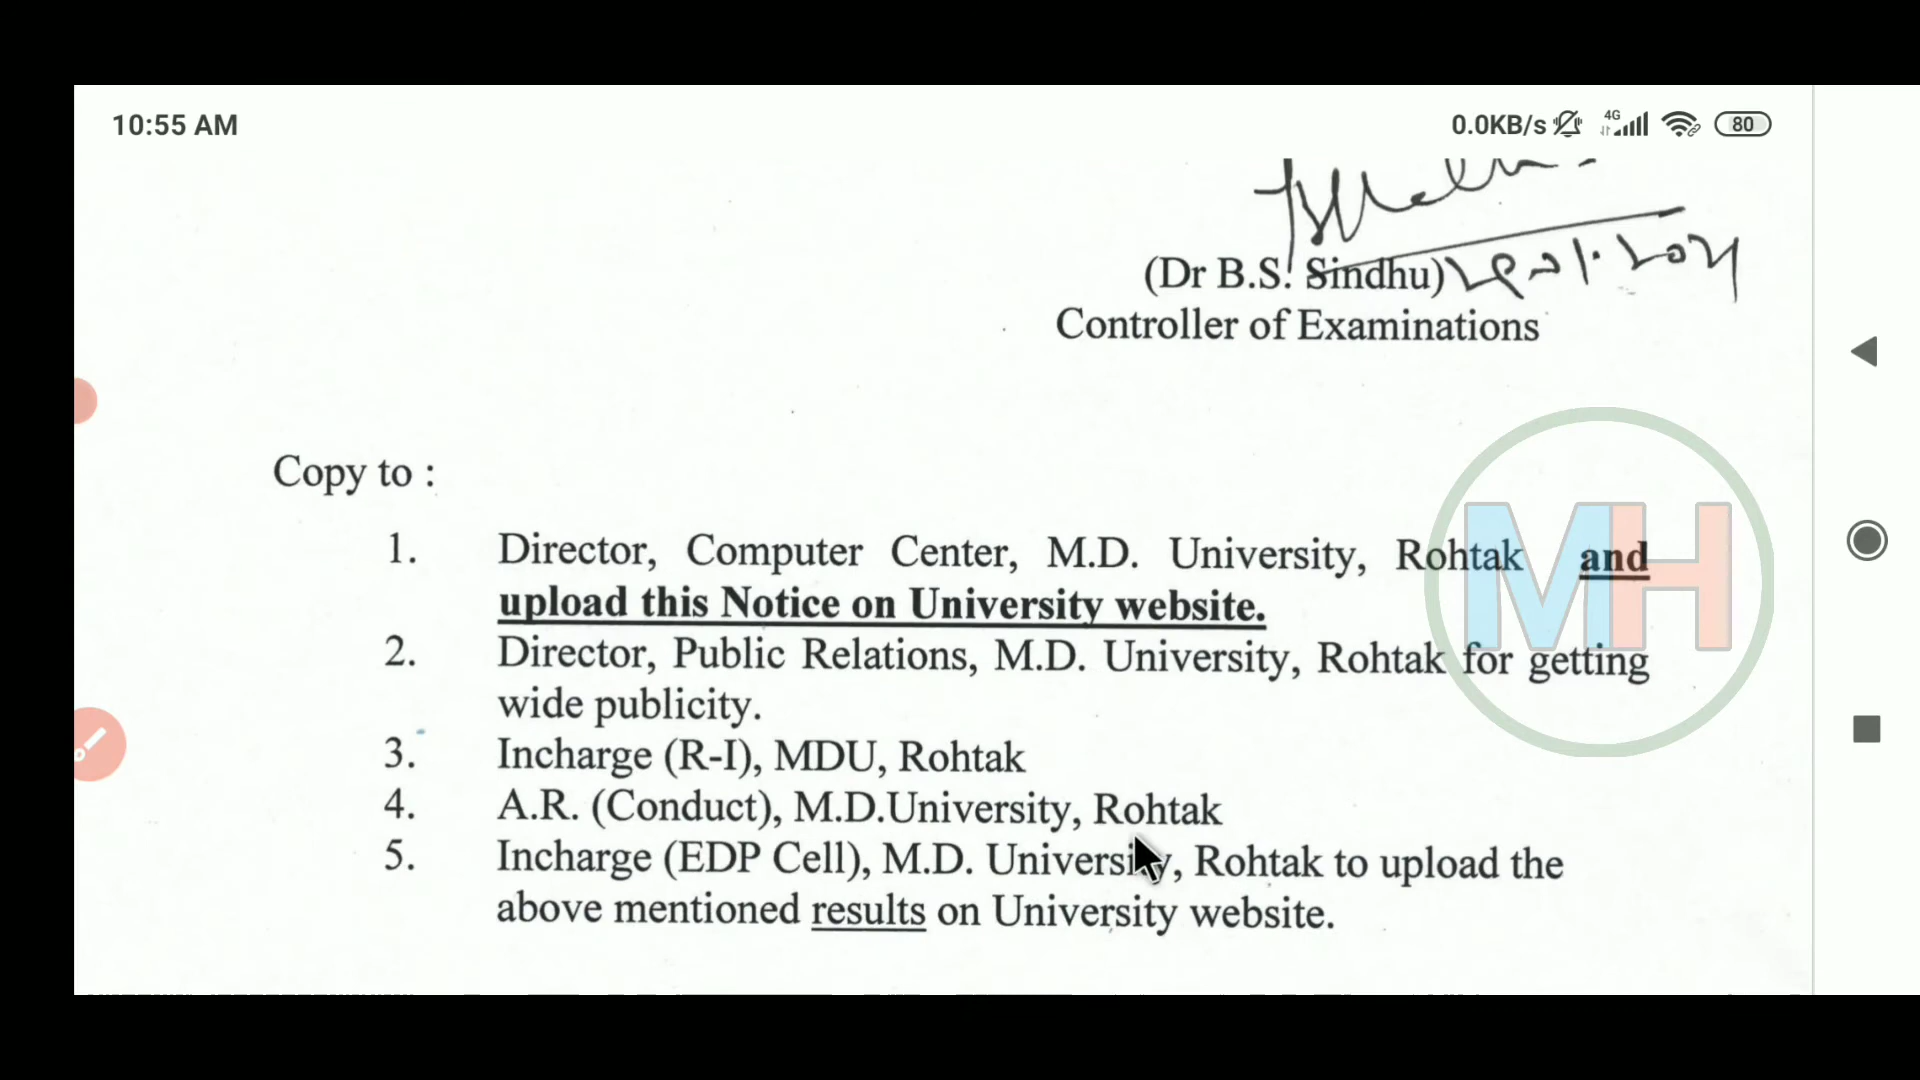 10:55 AM
0.0KB/s 4G 80
(Dr B.S. Sindhu)
Controller of Examinations
Copy to :
1. Director, Computer Center, M.D. University, Rohtak and
upload this Notice on University website.
2. Director, Public Relations, M.D. University, Rohtak for getting
wide publicity.
3. Incharge (R-I), MDU, Rohtak
4. A.R. (Conduct), M.D.University, Rohtak
5. Incharge (EDP Cell), M.D. University, Rohtak to upload the
above mentioned results on University website.
MH